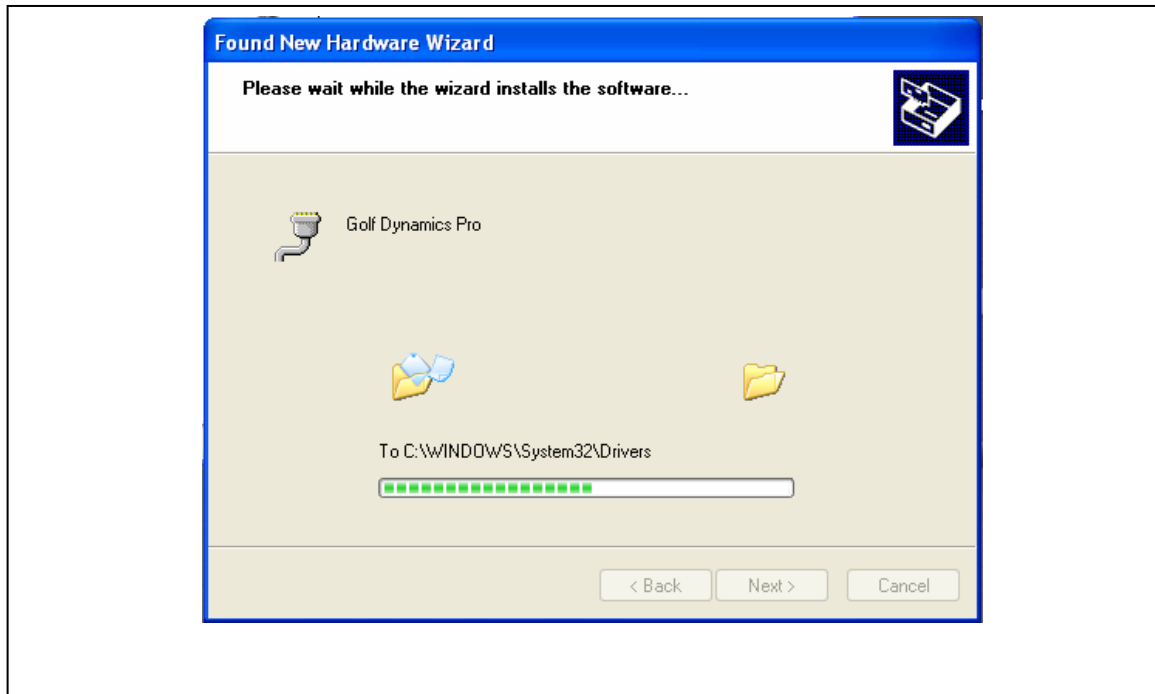 Found New Hardware Wizard
Please wait while the wizard installs the software...
Golf Dynamics Pro
To C:\WINDOWS\System32\Drivers
< Back Next > Cancel